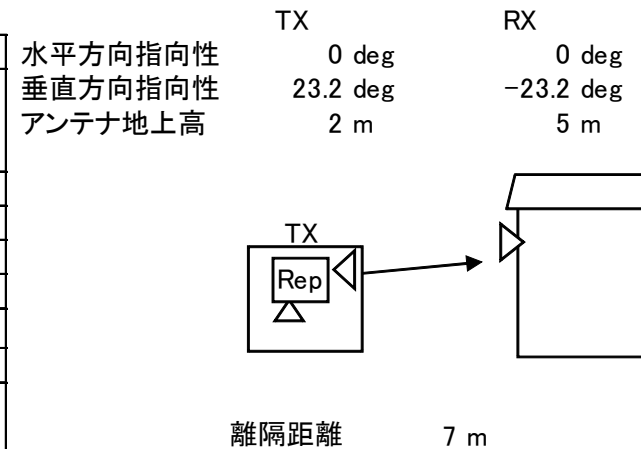 TX RX
水平方向指向性 0 deg 0 deg
垂直方向指向性 23.2 deg -23.2 deg
アンテナ地上高 2 m 5 m
TX
Rep
離隔距離 7 m